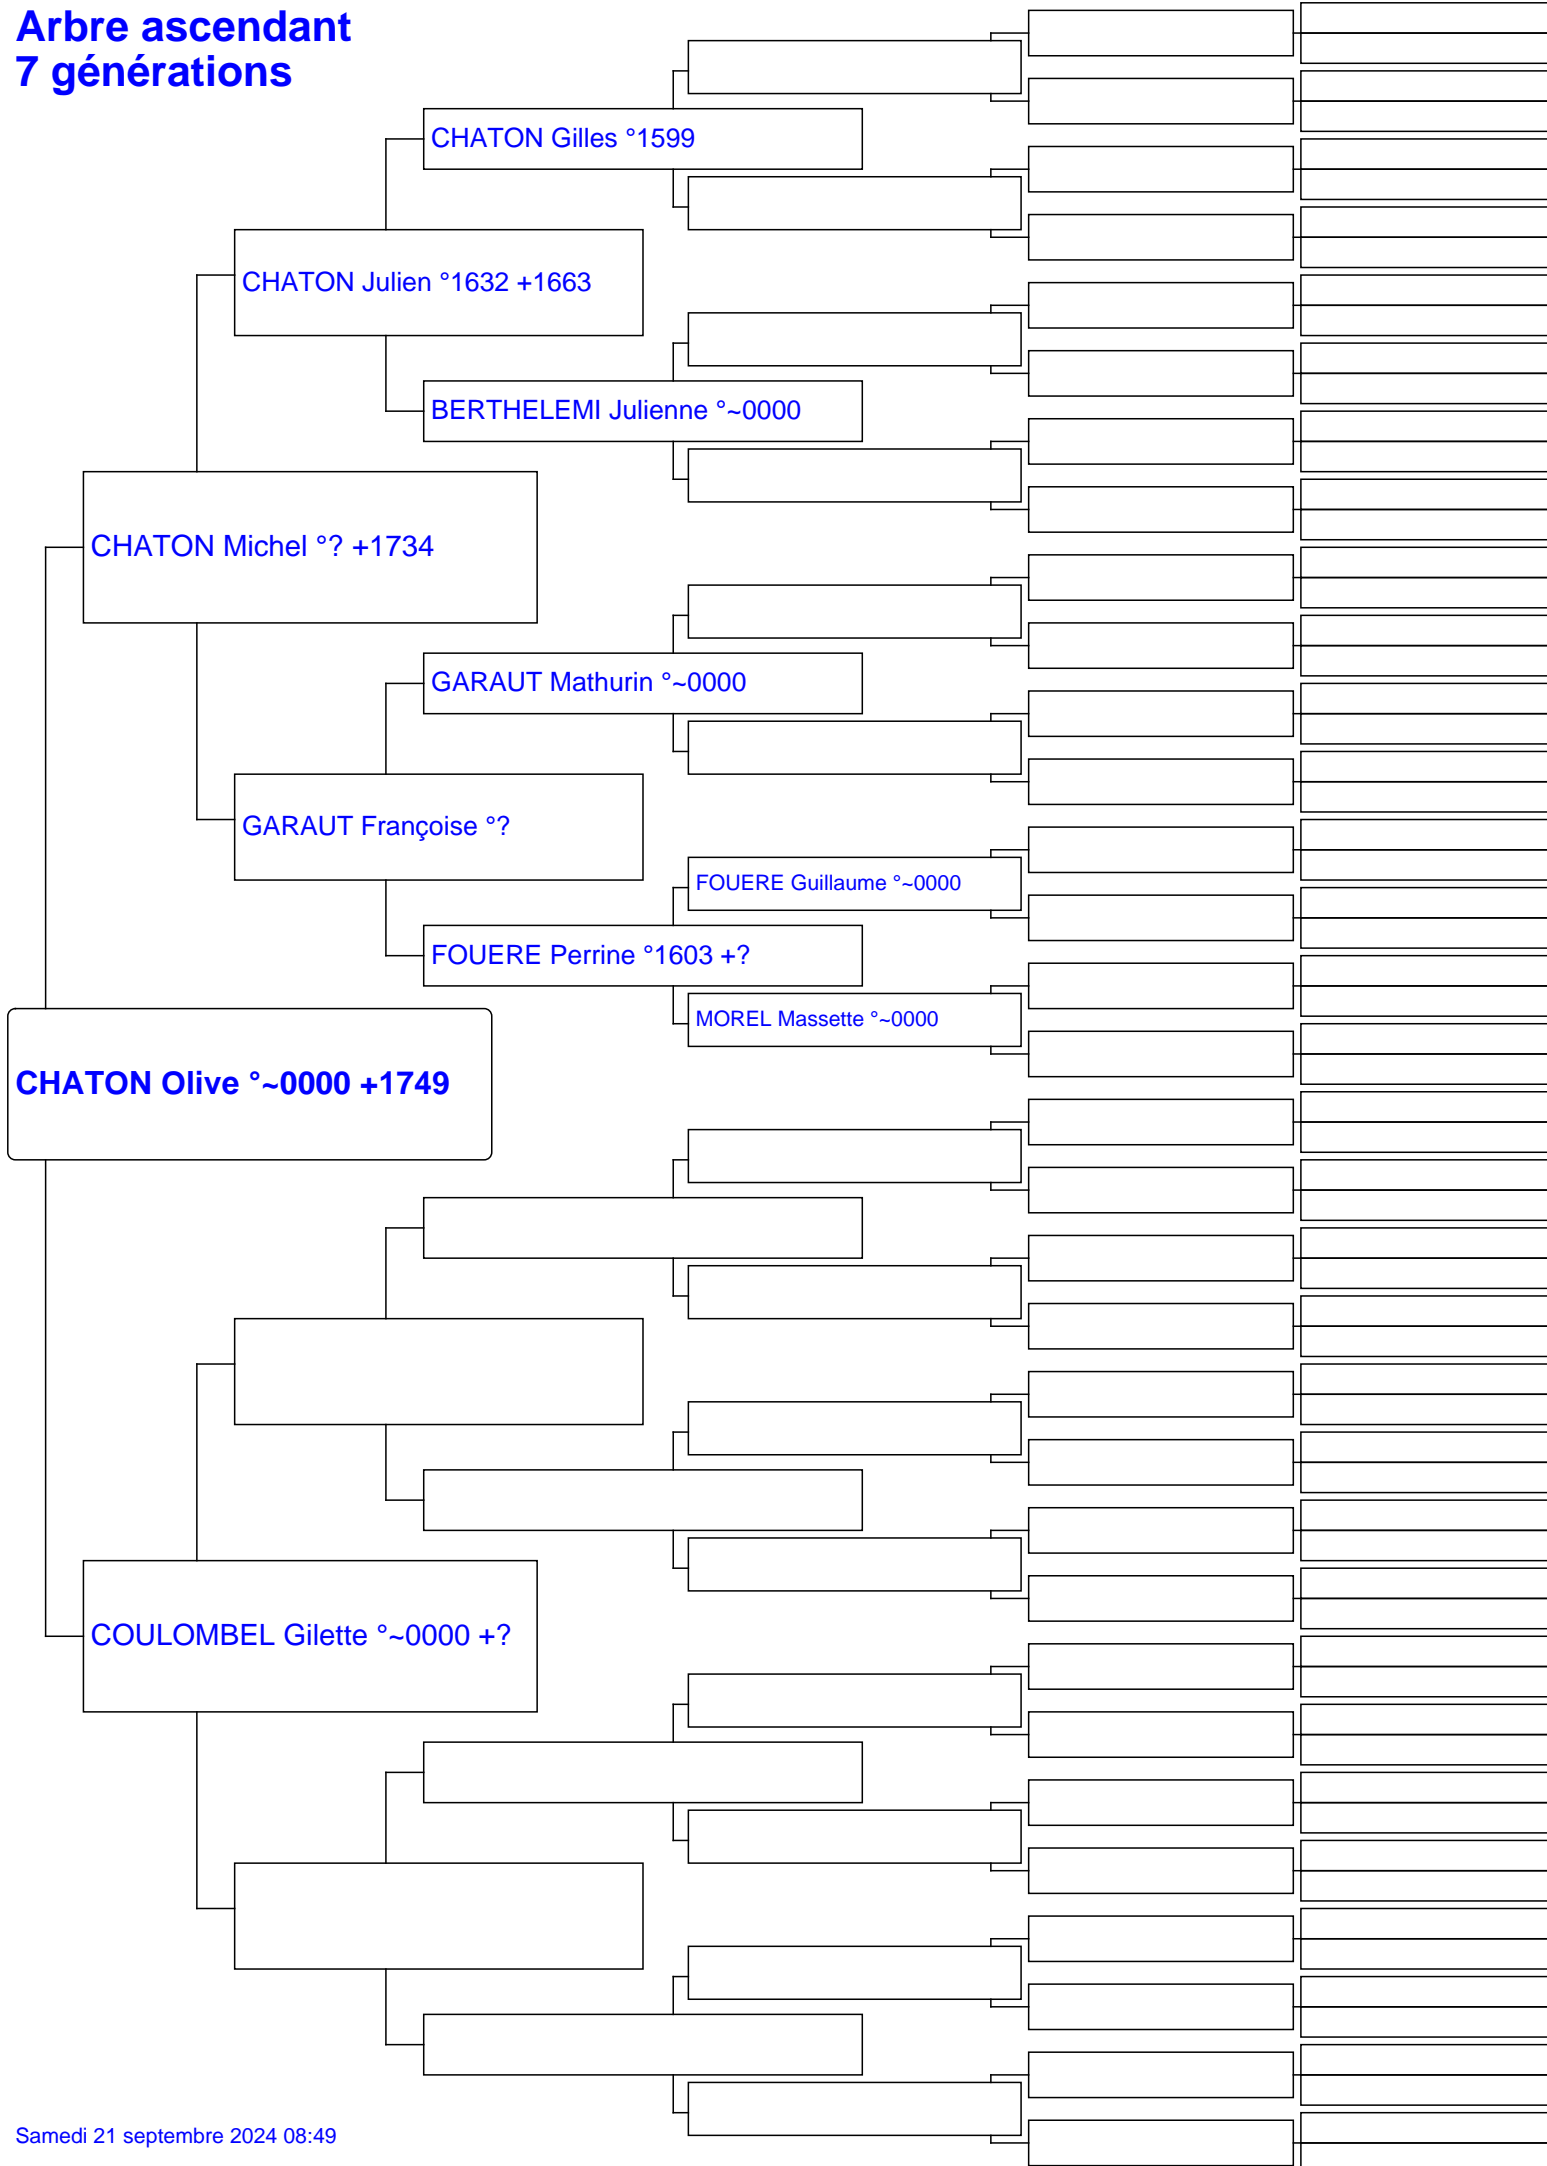 Arbre ascendant
7 générations
CHATON Gilles °1599
CHATON Julien °1632 +1663
BERTHELEMI Julienne °~0000
CHATON Michel °? +1734
GARAUT Mathurin °~0000
GARAUT Françoise °?
FOUERE Guillaume °~0000
FOUERE Perrine °1603 +?
MOREL Massette °~0000
CHATON Olive °~0000 +1749
COULOMBEL Gilette °~0000 +?
Samedi 21 septembre 2024 08:49